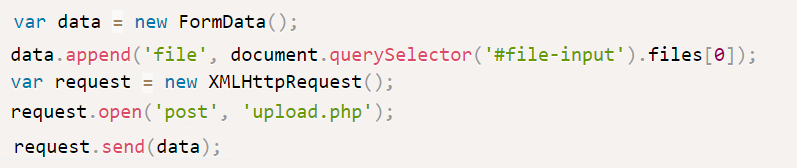 var data = new FormData();
data.append('file', document.querySelector('#file-input').files[0]);
var request = new XMLHttpRequest();
request.open('post', 'upload.php');
request.send(data);